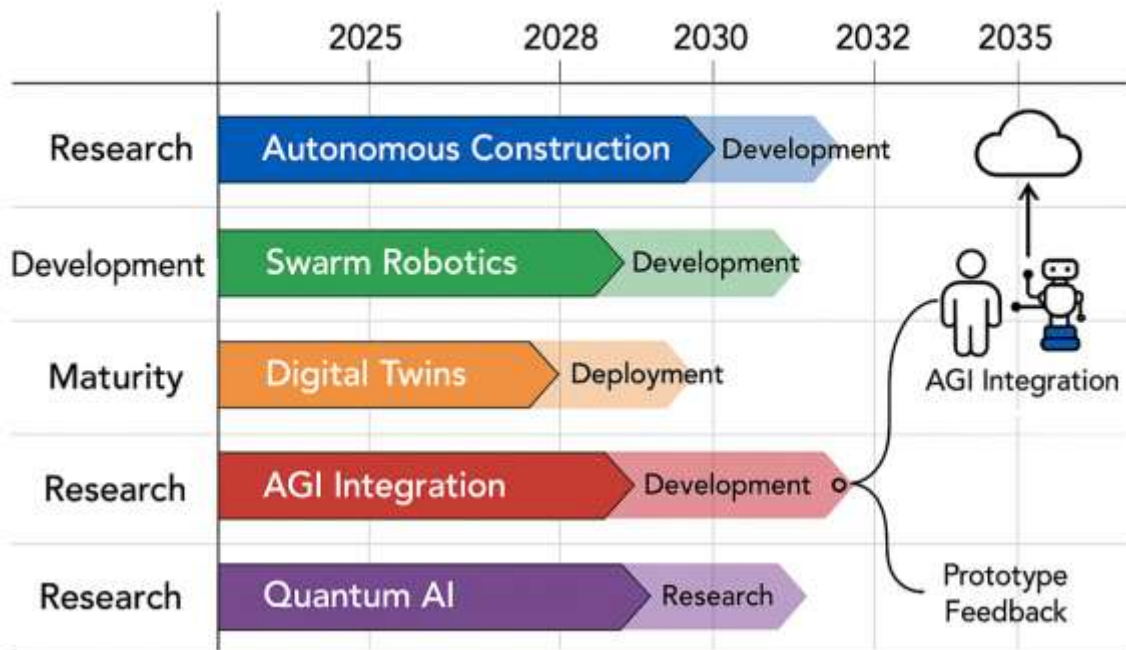 2025 2028 2030 2032 2035
Research Autonomous Construction Development
Development Swarm Robotics Development
Maturity Digital Twins Deployment
AGI Integration
Research AGI Integration Development
Research Quantum AI Research
Prototype
Feedback